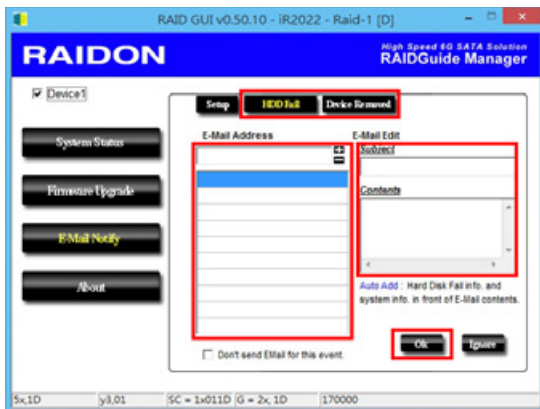 RAID GUI v0.50.10 - iR2022 - Raid-1 [D]
RAIDON
High Speed 6G SATA Solution
RAIDGuide Manager
Device1
Setup
HDD Fail
Device Removed
System Status
Firmware Upgrade
E-Mail Notify
About
E-Mail Address
E-Mail Edit
Subject
Contents
Auto Add : Hard Disk Fail info. and
system info. in front of E-Mail contents.
Don't send EMail for this event.
Ok
Ignore
5x,1D
y3,01
SC = 1x011D
G = 2x, 1D
170000